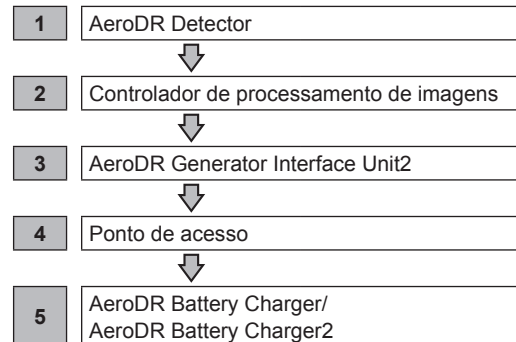 1 AeroDR Detector
2 Controlador de processamento de imagens
3 AeroDR Generator Interface Unit2
4 Ponto de acesso
5 AeroDR Battery Charger/
AeroDR Battery Charger2